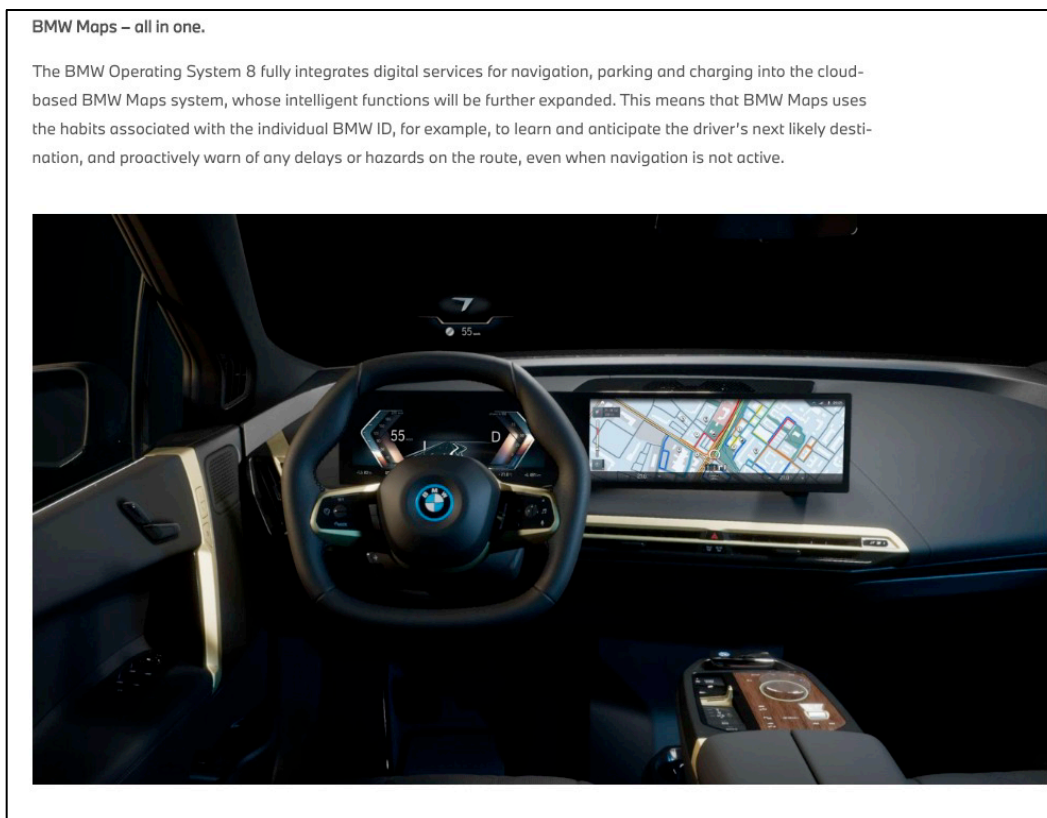 BMW Maps – all in one.
The BMW Operating System 8 fully integrates digital services for navigation, parking and charging into the cloud-
based BMW Maps system, whose intelligent functions will be further expanded. This means that BMW Maps uses
the habits associated with the individual BMW ID, for example, to learn and anticipate the driver's next likely desti-
nation, and proactively warn of any delays or hazards on the route, even when navigation is not active.
55
55
D
BMW